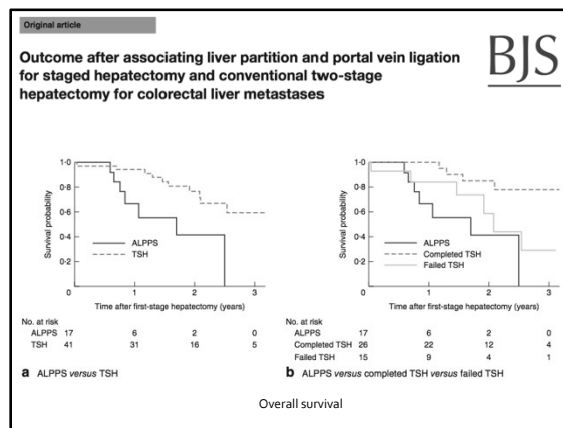 Original article
Outcome after associating liver partition and portal vein ligation
for staged hepatectomy and conventional two-stage
hepatectomy for colorectal liver metastases
BJS
Survival probability
1·0
0·8
0·6
0·4
0·2
ALPPS
TSH
0 1 2 3
Time after first-stage hepatectomy (years)
No. at risk
ALPPS 17 6 2 0
TSH 41 31 16 5
a ALPPS versus TSH
Survival probability
1·0
0·8
0·6
0·4
0·2
ALPPS
Completed TSH
Failed TSH
0 1 2 3
Time after first-stage hepatectomy (years)
No. at risk
ALPPS 17 6 2 0
Completed TSH 26 22 12 4
Failed TSH 15 9 4 1
b ALPPS versus completed TSH versus failed TSH
Overall survival